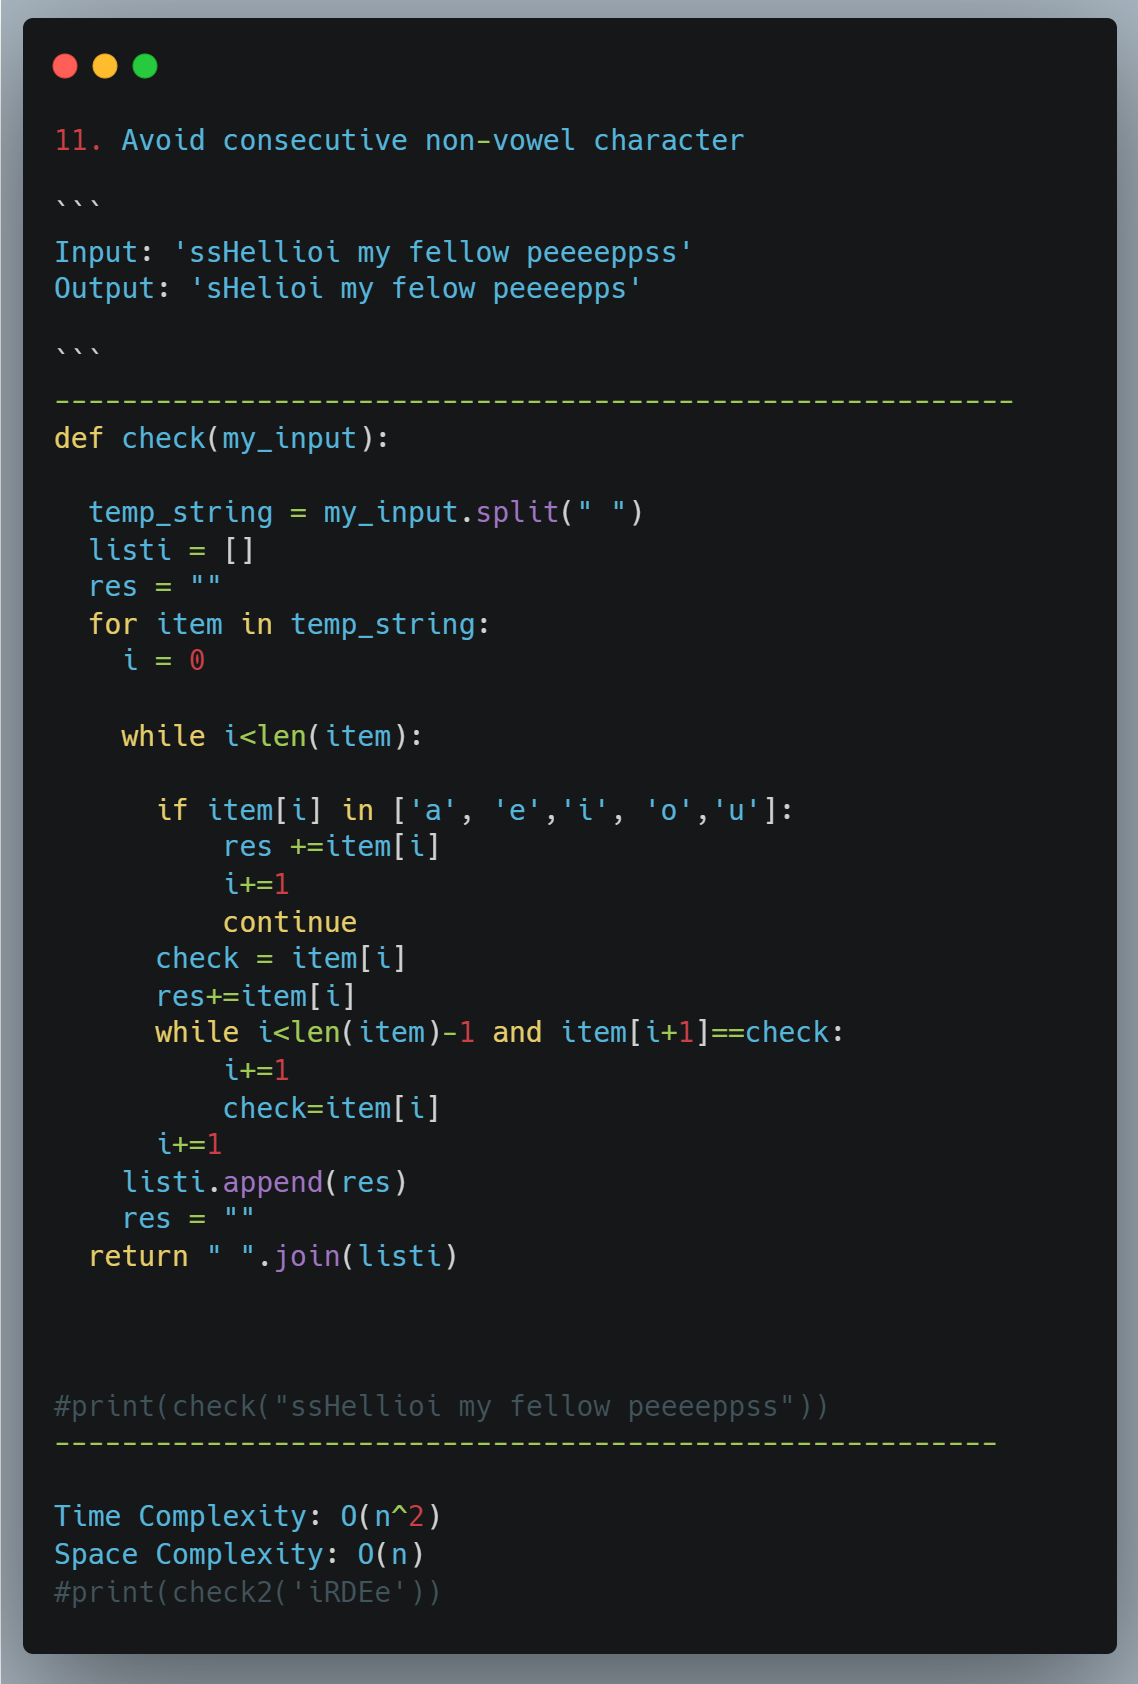 11. Avoid consecutive non-vowel character
```
Input: 'ssHellioi my fellow peeeeppss'
Output: 'sHelioi my felow peeeepps'
```
---------------------------------------------------------
def check(my_input):
  temp_string = my_input.split(" ")
  listi = []
  res = ""
  for item in temp_string:
    i = 0
    while i<len(item):
      if item[i] in ['a', 'e','i', 'o','u']:
          res +=item[i]
          i+=1
          continue
      check = item[i]
      res+=item[i]
      while i<len(item)-1 and item[i+1]==check:
          i+=1
          check=item[i]
      i+=1
    listi.append(res)
    res = ""
  return " ".join(listi)
#print(check("ssHellioi my fellow peeeeppss"))
--------------------------------------------------------
Time Complexity: O(n^2)
Space Complexity: O(n)
#print(check2('iRDEe'))